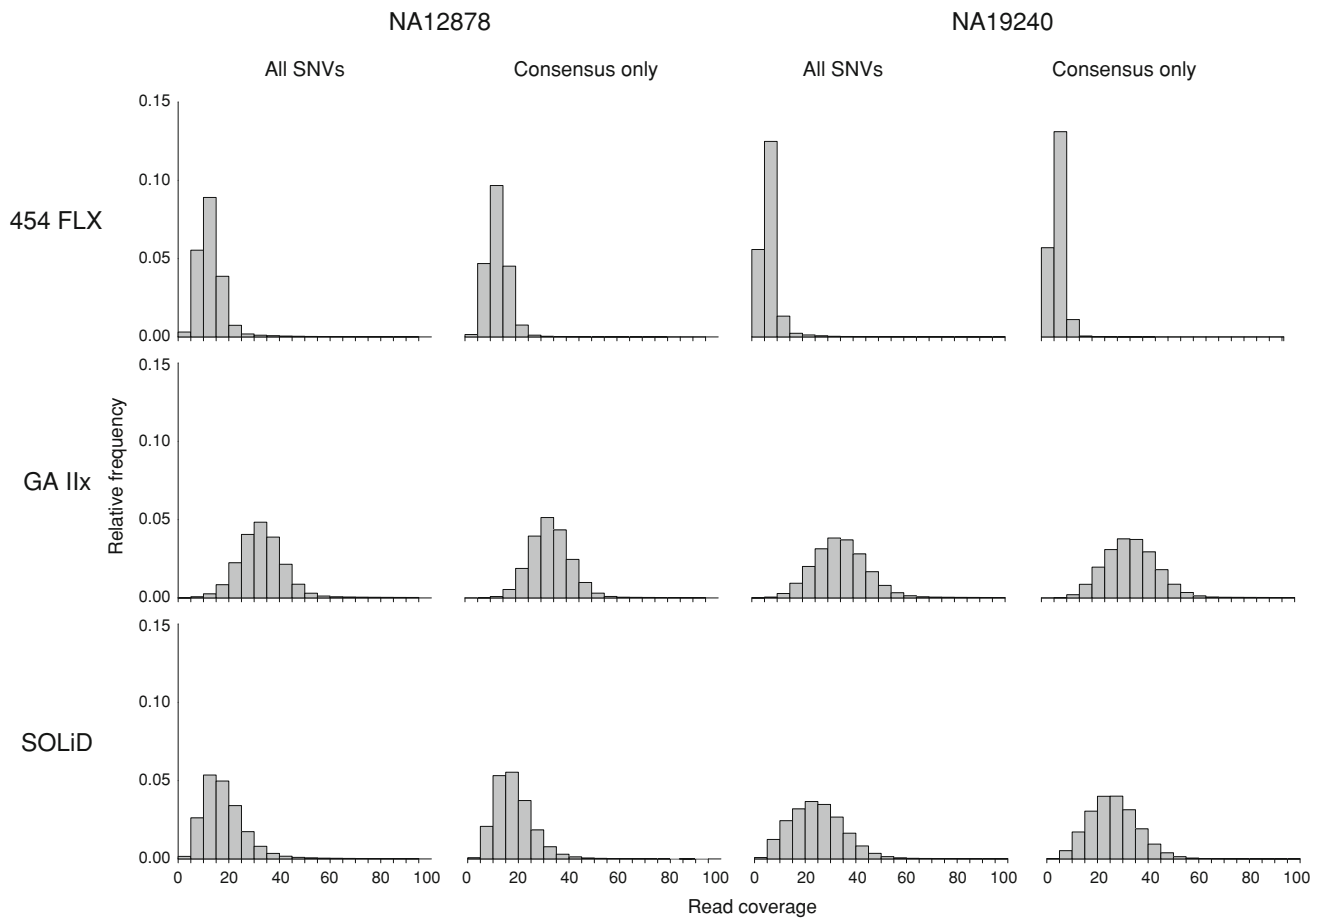 NA12878 NA19240
All SNVs Consensus only All SNVs Consensus only
454 FLX
0.15
0.10
0.05
0.00
GA IIx
Relative frequency
0.15
0.10
0.05
0.00
SOLiD
0.15
0.10
0.05
0.00
0 20 40 60 80 100 0 20 40 60 80 100 0 20 40 60 80 100 0 20 40 60 80 100
Read coverage